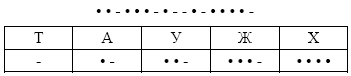 • • - • • • - • - - • - • • • • -
Т А У Ж Х
- • - • • - • • • - • • • •